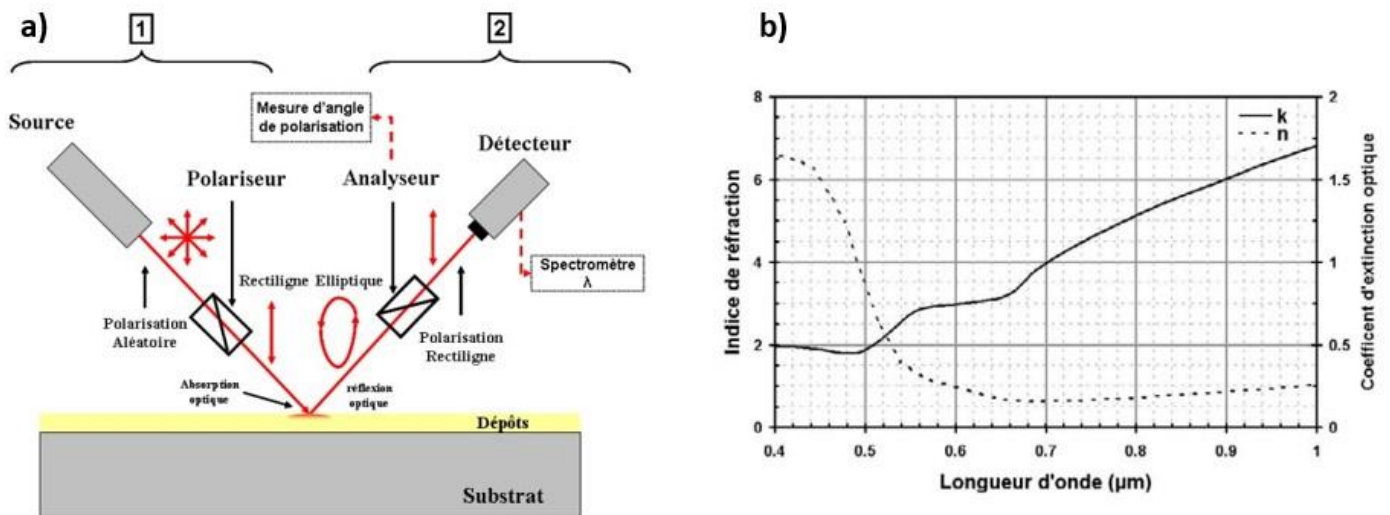 a)
1
2
Source
Mesure d'angle
de polarisation
Détecteur
Polariseur
Analyseur
Rectiligne
Elliptique
Spectromètre
λ
Polarisation
Aléatoire
Polarisation
Rectiligne
Absorption
optique
réflexion
optique
Dépôts
Substrat
b)
8
6
4
2
0
Indice de réfraction
k
n
2
1.5
1
0.5
0
Coefficent d'extinction optique
0.4
0.5
0.6
0.7
0.8
0.9
1
Longueur d'onde (µm)